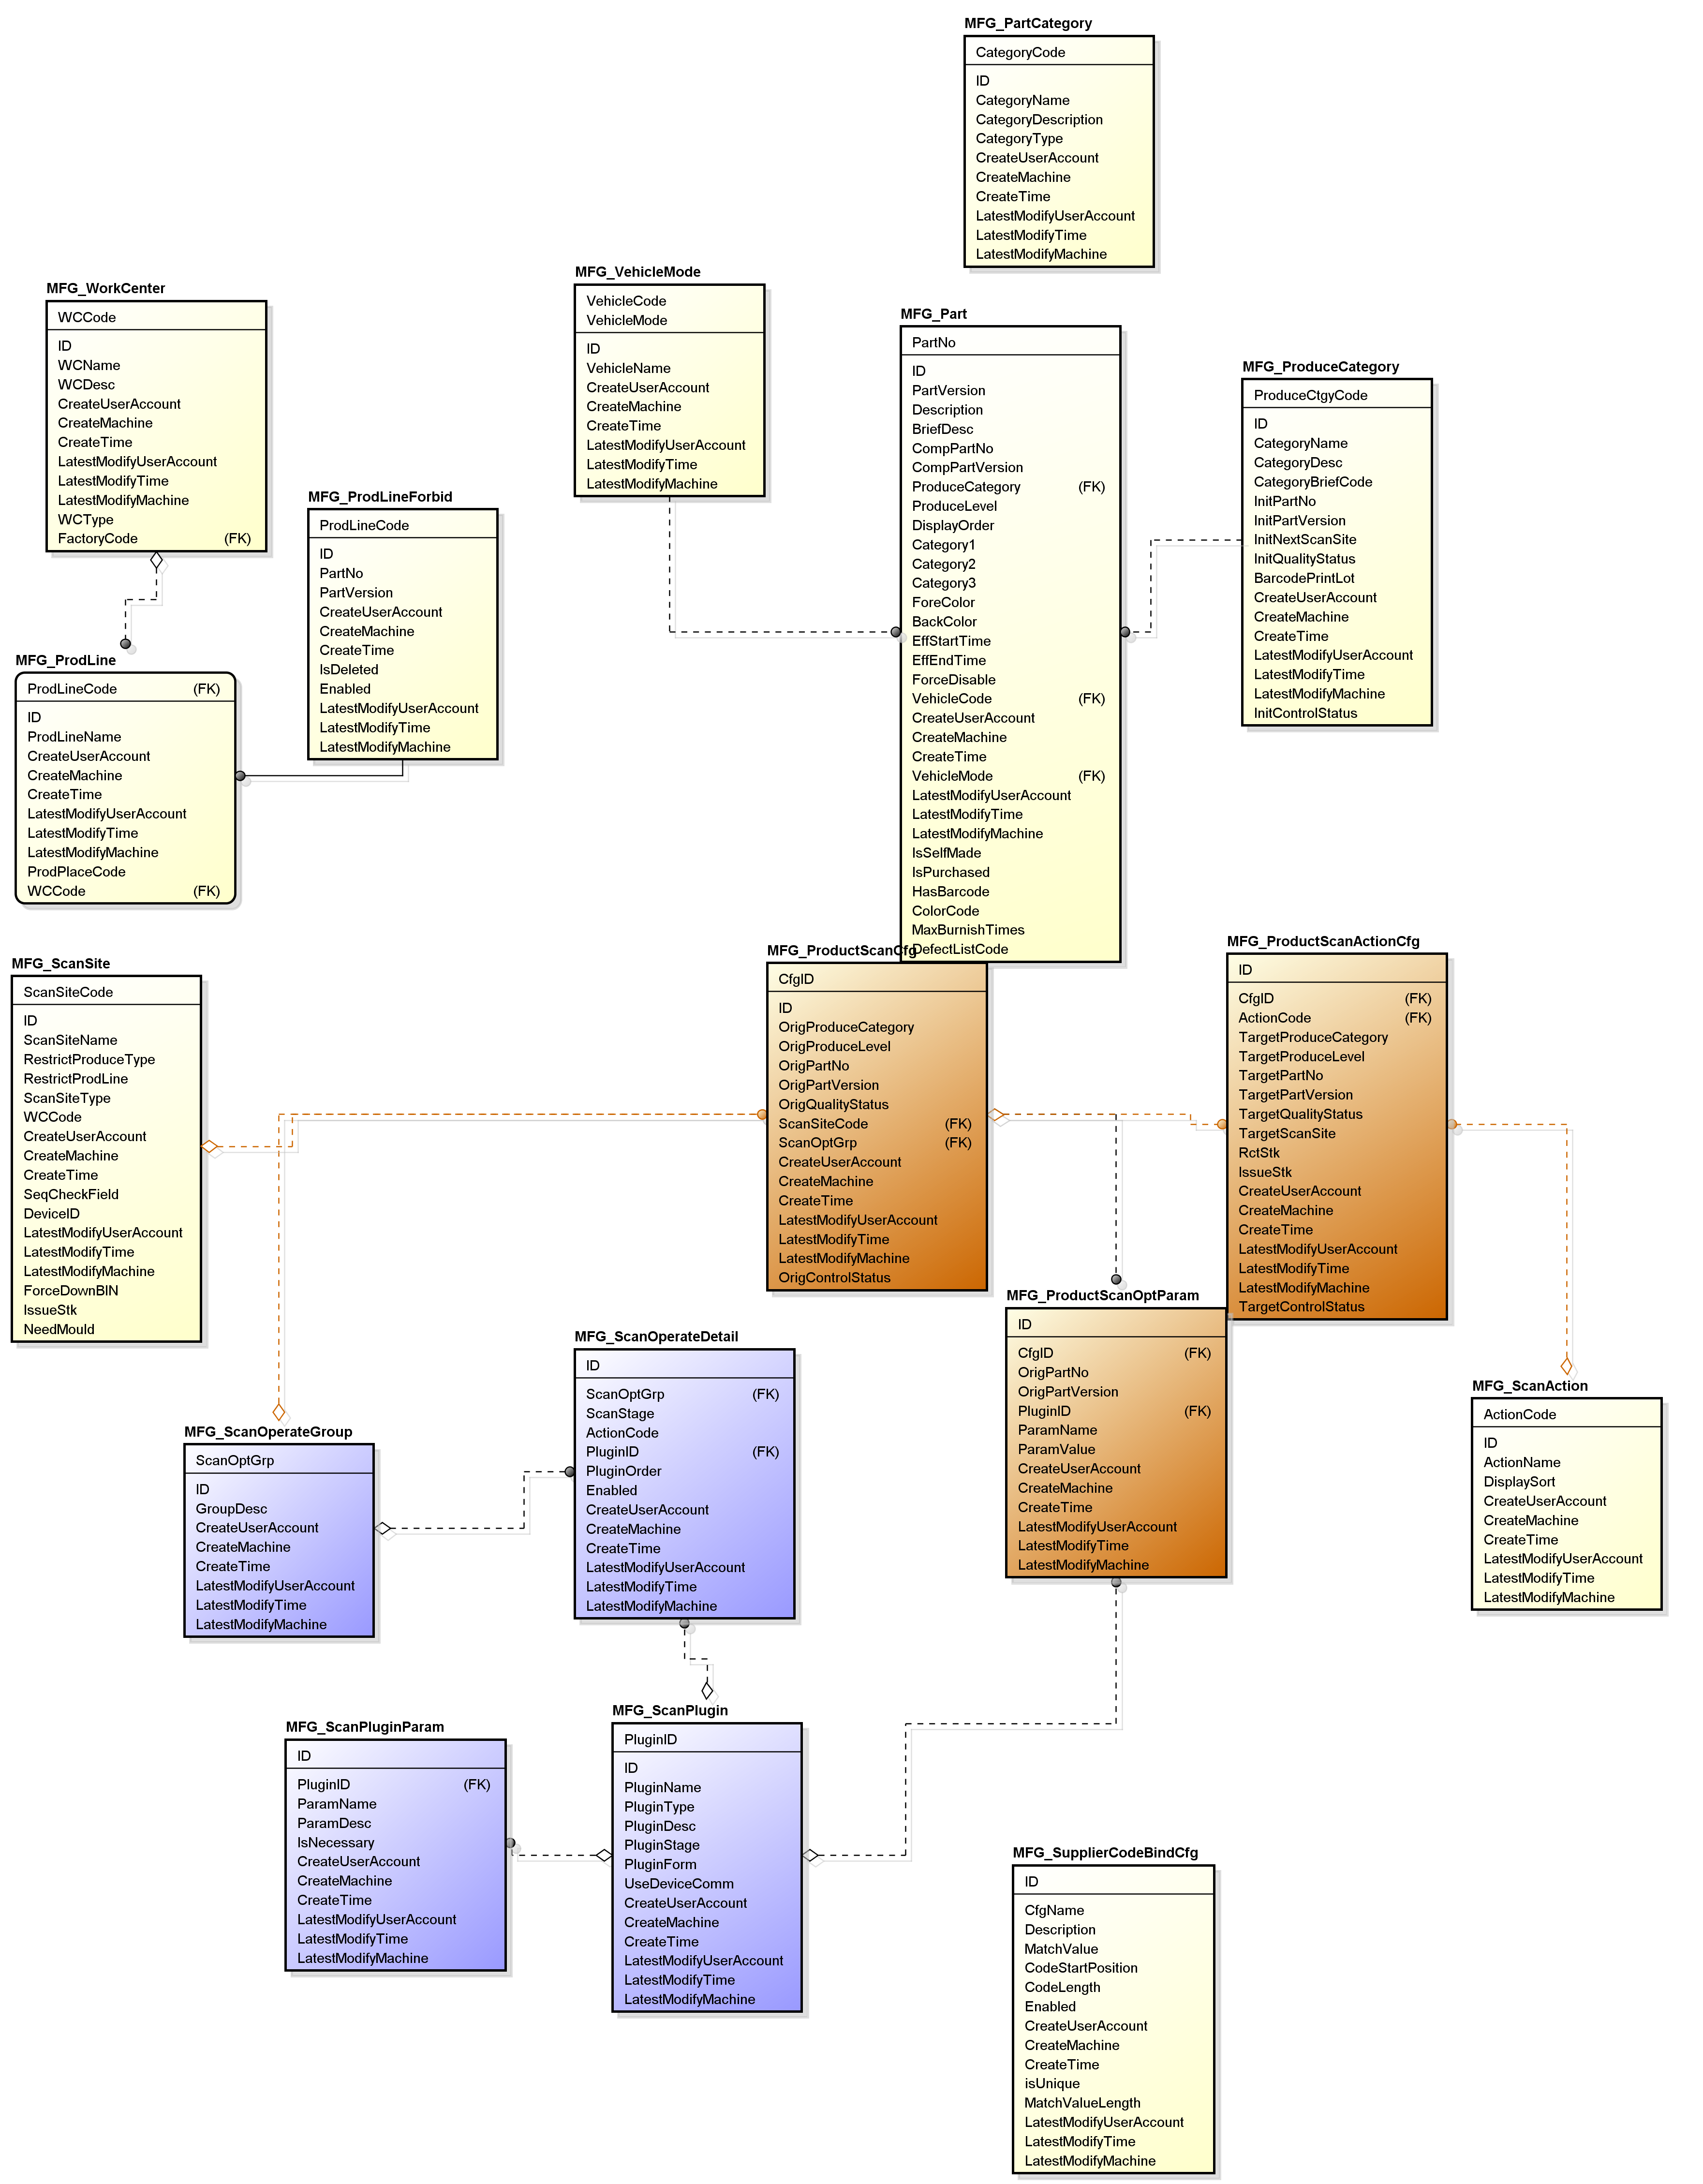 MFG_PartCategory
CategoryCode
ID
CategoryName
CategoryDescription
CategoryType
CreateUserAccount
CreateMachine
CreateTime
LatestModifyUserAccount
LatestModifyTime
LatestModifyMachine
MFG_VehicleMode
VehicleCode
VehicleMode
ID
VehicleName
CreateUserAccount
CreateMachine
CreateTime
LatestModifyUserAccount
LatestModifyTime
LatestModifyMachine
MFG_WorkCenter
WCCode
ID
WCName
WCDesc
CreateUserAccount
CreateMachine
CreateTime
LatestModifyUserAccount
LatestModifyTime
LatestModifyMachine
WCType
FactoryCode (FK)
MFG_Part
PartNo
ID
PartVersion
Description
BriefDesc
CompPartNo
CompPartVersion
ProduceCategory (FK)
ProduceLevel
DisplayOrder
Category1
Category2
Category3
ForeColor
BackColor
EffStartTime
EffEndTime
ForceDisable
VehicleCode (FK)
CreateUserAccount
CreateMachine
CreateTime
VehicleMode (FK)
LatestModifyUserAccount
LatestModifyTime
LatestModifyMachine
IsSelfMade
IsPurchased
HasBarcode
ColorCode
MaxBurnishTimes
DefectListCode
MFG_ProduceCategory
ProduceCtgyCode
ID
CategoryName
CategoryDesc
CategoryBriefCode
InitPartNo
InitPartVersion
InitNextScanSite
InitQualityStatus
BarcodePrintLot
CreateUserAccount
CreateMachine
CreateTime
LatestModifyUserAccount
LatestModifyTime
LatestModifyMachine
InitControlStatus
MFG_ProdLineForbid
ProdLineCode
ID
PartNo
PartVersion
CreateUserAccount
CreateMachine
CreateTime
IsDeleted
Enabled
LatestModifyUserAccount
LatestModifyTime
LatestModifyMachine
MFG_ProdLine
ProdLineCode (FK)
ID
ProdLineName
CreateUserAccount
CreateMachine
CreateTime
LatestModifyUserAccount
LatestModifyTime
LatestModifyMachine
ProdPlaceCode
WCCode (FK)
MFG_ScanSite
ScanSiteCode
ID
ScanSiteName
RestrictProduceType
RestrictProdLine
ScanSiteType
WCCode
CreateUserAccount
CreateMachine
CreateTime
SeqCheckField
DeviceID
LatestModifyUserAccount
LatestModifyTime
LatestModifyMachine
ForceDownBIN
IssueStk
NeedMould
MFG_ProductScanCfg
CfgID
ID
OrigProduceCategory
OrigProduceLevel
OrigPartNo
OrigPartVersion
OrigQualityStatus
ScanSiteCode (FK)
ScanOptGrp (FK)
CreateUserAccount
CreateMachine
CreateTime
LatestModifyUserAccount
LatestModifyTime
LatestModifyMachine
OrigControlStatus
MFG_ProductScanActionCfg
ID
CfgID (FK)
ActionCode (FK)
TargetProduceCategory
TargetProduceLevel
TargetPartNo
TargetPartVersion
TargetQualityStatus
TargetScanSite
RctStk
IssueStk
CreateUserAccount
CreateMachine
CreateTime
LatestModifyUserAccount
LatestModifyTime
LatestModifyMachine
TargetControlStatus
MFG_ProductScanOptParam
ID
CfgID (FK)
OrigPartNo
OrigPartVersion
PluginID (FK)
ParamName
ParamValue
CreateUserAccount
CreateMachine
CreateTime
LatestModifyUserAccount
LatestModifyTime
LatestModifyMachine
MFG_ScanOperateDetail
ID
ScanOptGrp (FK)
ScanStage
ActionCode
PluginID (FK)
PluginOrder
Enabled
CreateUserAccount
CreateMachine
CreateTime
LatestModifyUserAccount
LatestModifyTime
LatestModifyMachine
MFG_ScanAction
ActionCode
ID
ActionName
DisplaySort
CreateUserAccount
CreateMachine
CreateTime
LatestModifyUserAccount
LatestModifyTime
LatestModifyMachine
MFG_ScanOperateGroup
ScanOptGrp
ID
GroupDesc
CreateUserAccount
CreateMachine
CreateTime
LatestModifyUserAccount
LatestModifyTime
LatestModifyMachine
MFG_ScanPluginParam
ID
PluginID (FK)
ParamName
ParamDesc
IsNecessary
CreateUserAccount
CreateMachine
CreateTime
LatestModifyUserAccount
LatestModifyTime
LatestModifyMachine
MFG_ScanPlugin
PluginID
ID
PluginName
PluginType
PluginDesc
PluginStage
PluginForm
UseDeviceComm
CreateUserAccount
CreateMachine
CreateTime
LatestModifyUserAccount
LatestModifyTime
LatestModifyMachine
MFG_SupplierCodeBindCfg
ID
CfgName
Description
MatchValue
CodeStartPosition
CodeLength
Enabled
CreateUserAccount
CreateMachine
CreateTime
isUnique
MatchValueLength
LatestModifyUserAccount
LatestModifyTime
LatestModifyMachine